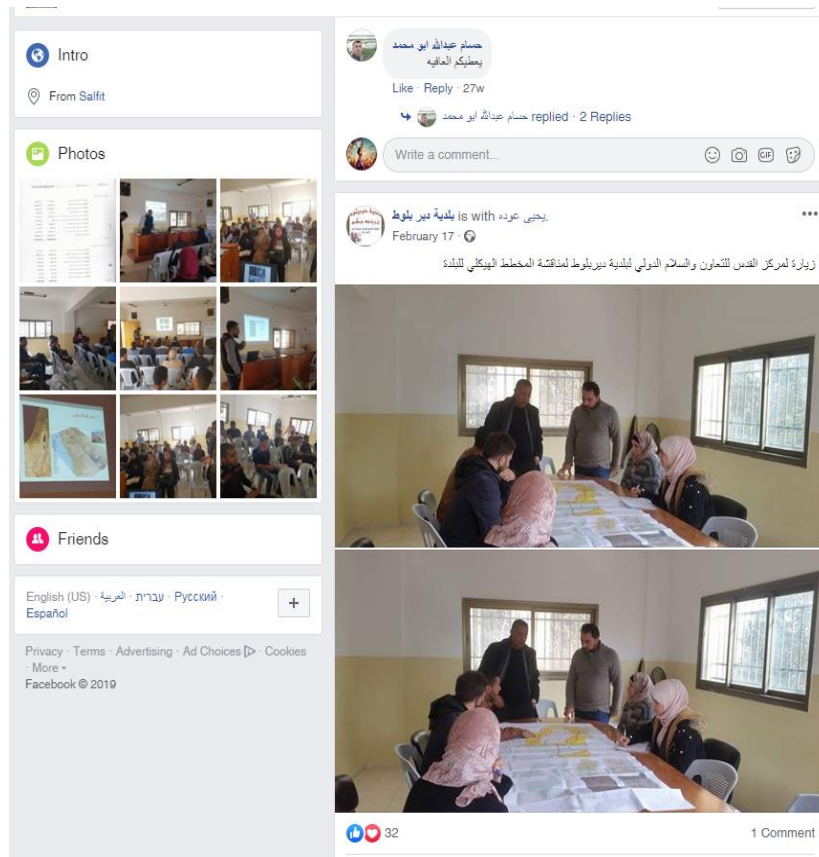 Intro
From Salfit
Photos
Friends
English (US) · العربية · עברית · Русский ·
Español
Privacy · Terms · Advertising · Ad Choices · Cookies
· More
Facebook © 2019
حسام عبدالله ابو محمد
يعطيكم العافيه
Like · Reply · 27w
حسام عبدالله ابو محمد replied · 2 Replies
Write a comment...
GIF
بلدية دير بلوط is with يحيى عوده.
February 17 ·
زيارة لمركز القدس للتعاون والسلام الدولي لبلدية ديربلوط لمناقشة المخطط الهيكلي للبلدة
32
1 Comment